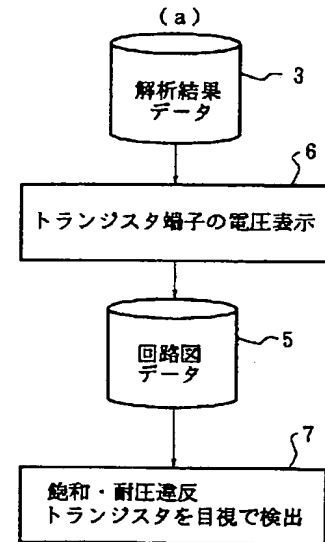 (a)
3
解析結果
データ
6
トランジスタ端子の電圧表示
5
回路図
データ
7
飽和・耐圧違反
トランジスタを目視で検出